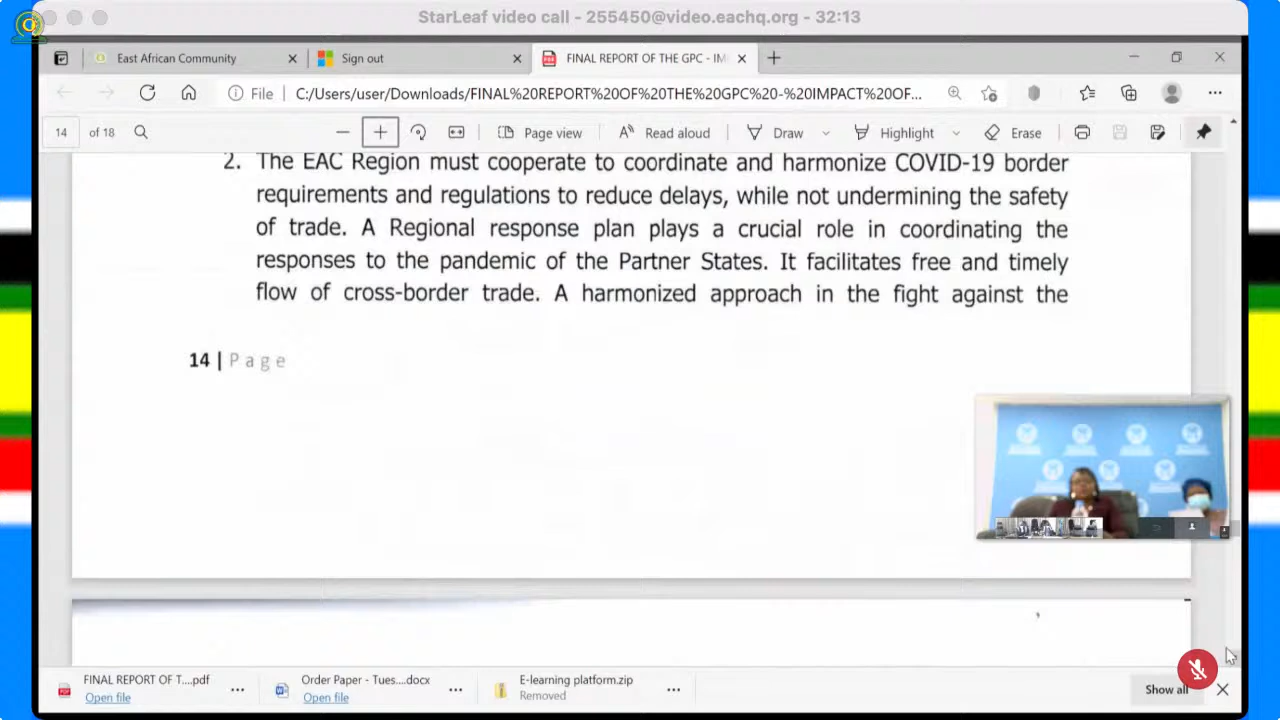 StarLeaf video call - 255450@video.eachq.org - 32:13
East African Community
Sign out
FINAL REPORT OF THE GPC - IM
File
C:/Users/user/Downloads/FINAL%20REPORT%20OF%20THE%20GPC%20-%20IMPACT%20OF...
14 of 18
Page view
Read aloud
Draw
Highlight
Erase
2. The EAC Region must cooperate to coordinate and harmonize COVID-19 border
requirements and regulations to reduce delays, while not undermining the safety
of trade. A Regional response plan plays a crucial role in coordinating the
responses to the pandemic of the Partner States. It facilitates free and timely
flow of cross-border trade. A harmonized approach in the fight against the
14 | Page
FINAL REPORT OF T....pdf
Open file
Order Paper - Tues....docx
Open file
E-learning platform.zip
Removed
Show all